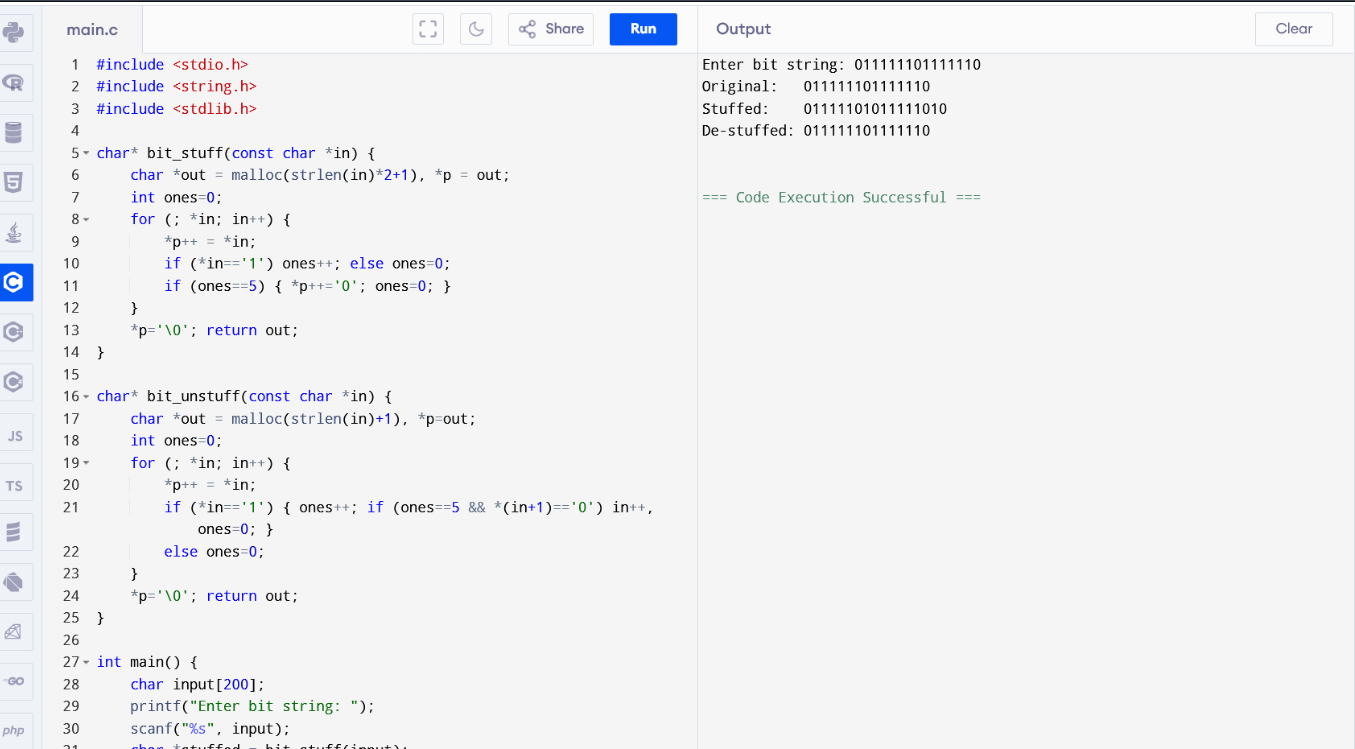 main.c
Share
Run
Output
Clear
1 #include <stdio.h>
2 #include <string.h>
3 #include <stdlib.h>
4
5 char* bit_stuff(const char *in) {
6 char *out = malloc(strlen(in)*2+1), *p = out;
7 int ones=0;
8 for (; *in; in++) {
9 *p++ = *in;
10 if (*in=='1') ones++; else ones=0;
11 if (ones==5) { *p++='0'; ones=0; }
12 }
13 *p='\0'; return out;
14 }
15
16 char* bit_unstuff(const char *in) {
17 char *out = malloc(strlen(in)+1), *p=out;
18 int ones=0;
19 for (; *in; in++) {
20 *p++ = *in;
21 if (*in=='1') { ones++; if (ones==5 && *(in+1)=='0') in++,
ones=0; }
22 else ones=0;
23 }
24 *p='\0'; return out;
25 }
26
27 int main() {
28 char input[200];
29 printf("Enter bit string: ");
30 scanf("%s", input);
31 char *stuffed = bit_stuff(input);
Enter bit string: 011111101111110
Original: 011111101111110
Stuffed: 01111101011111010
De-stuffed: 011111101111110
=== Code Execution Successful ===
R
5
C
JS
TS
GO
php